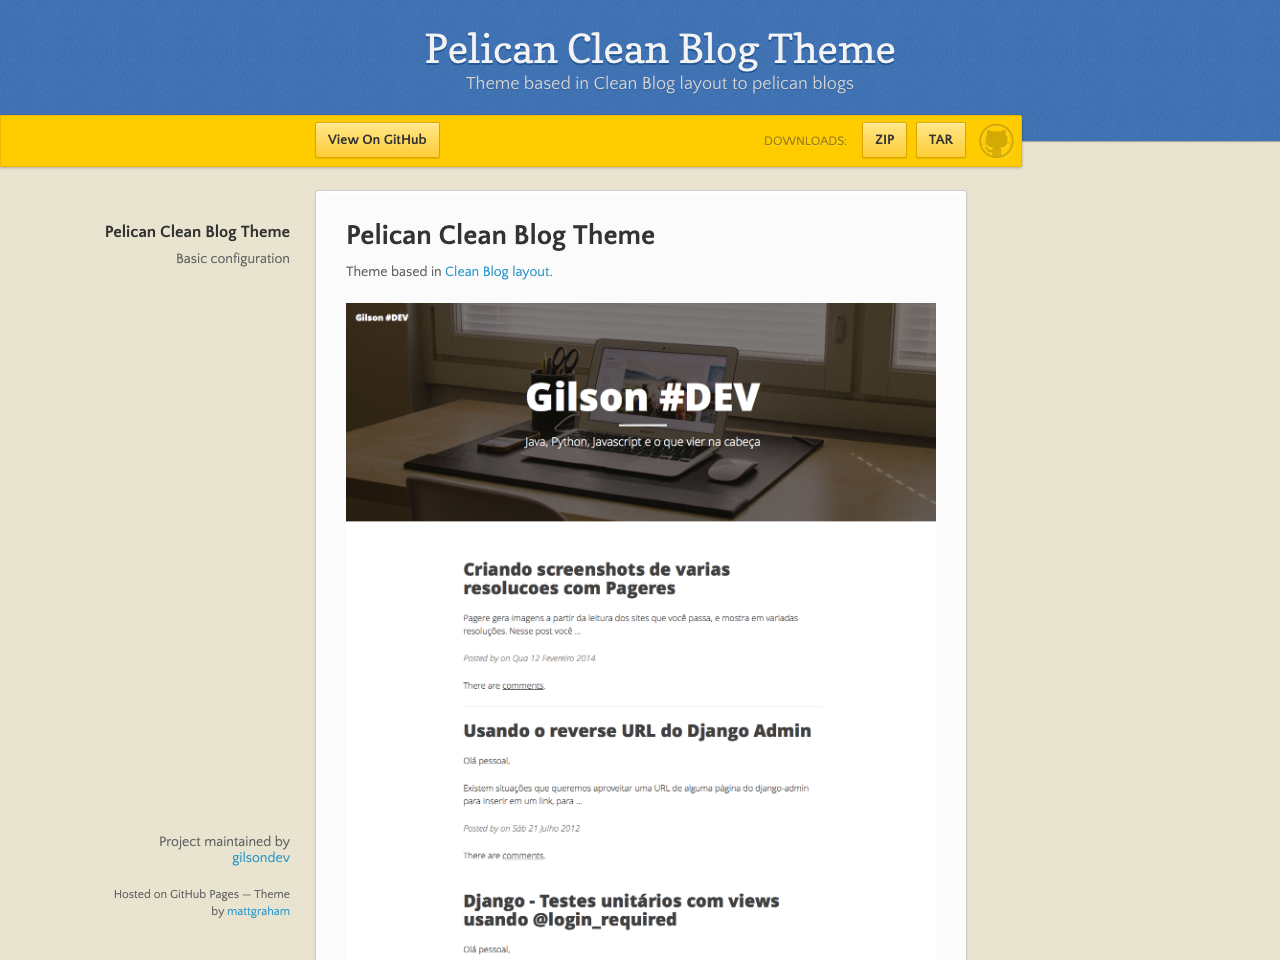 Pelican Clean Blog Theme
Theme based in Clean Blog layout to pelican blogs
View On GitHub
DOWNLOADS:
ZIP
TAR
Pelican Clean Blog Theme
Basic configuration
Pelican Clean Blog Theme
Theme based in Clean Blog layout.
Gilson #DEV
Gilson #DEV
Java, Python, Javascript e o que vier na cabeça
Criando screenshots de varias
resolucoes com Pageres
Pagere gera imagens a partir da leitura dos sites que você passa, e mostra em variadas
resoluções. Nesse post você ...
Posted by on Qua 12 Fevereiro 2014
There are comments.
Usando o reverse URL do Django Admin
Olá pessoal,
Existem situações que queremos aproveitar uma URL de alguma página do django-admin
para inserir em um link, para ...
Posted by on Sáb 21 Julho 2012
There are comments.
Django - Testes unitários com views
usando @login_required
Olá pessoal,
Project maintained by
gilsondev
Hosted on GitHub Pages — Theme
by mattgraham